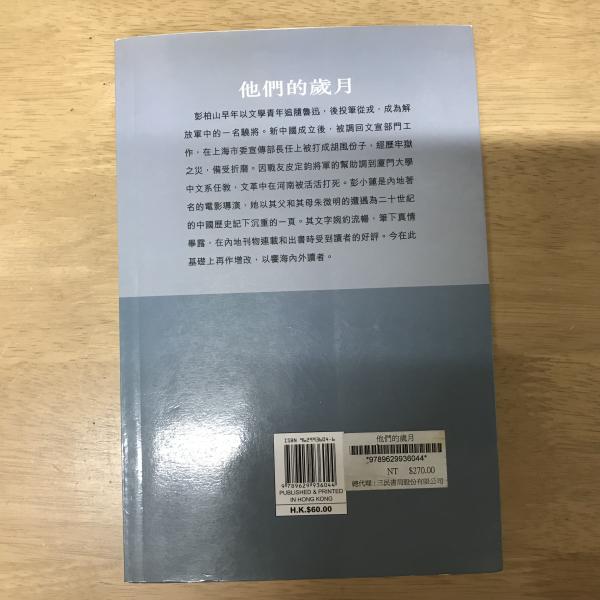 他們的歲月
彭柏山早年以文學青年追隨魯迅，後投筆從戎，成為解
放軍中的一名驍將。新中國成立後，被調回文宣部門工
作，在上海市委宣傳部長任上被打成胡風份子，經歷牢獄
之災，備受折磨。因戰友皮定鈞將軍的幫助調到廈門大學
中文系任教，文革中在河南被活活打死。彭小蓮是內地著
名的電影導演，她以其父和其母朱微明的遭遇為二十世紀
的中國歷史記下沉重的一頁。其文字婉約流暢，筆下真情
畢露，在內地刊物連載和出書時受到讀者的好評。今在此
基礎上再作增改，以饗海內外讀者。
ISBN 962993604-6
9789629936044
PUBLISHED & PRINTED
IN HONG KONG
H.K.$60.00
他們的歲月
*9789629936044*
NT $270.00
總代理：三民書局股份有限公司